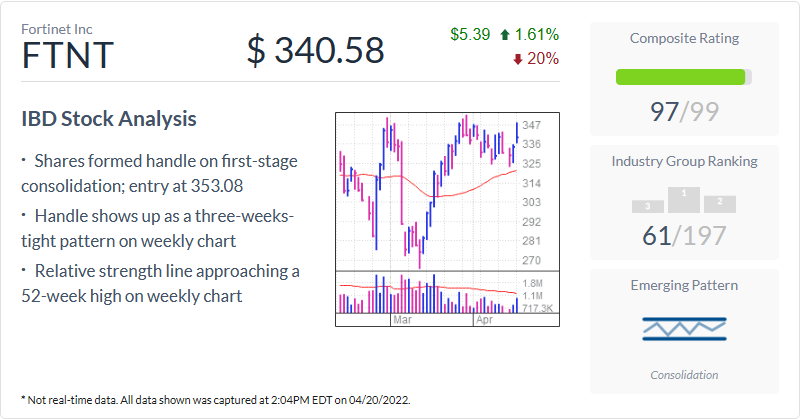 Fortinet Inc
FTNT
$ 340.58
$5.39 1.61%
20%
IBD Stock Analysis
· Shares formed handle on first-stage
consolidation; entry at 353.08
· Handle shows up as a three-weeks-
tight pattern on weekly chart
· Relative strength line approaching a
52-week high on weekly chart
347
336
325
314
303
292
281
270
1.8M
1.1M
717.3K
Mar
Apr
Composite Rating
97/99
Industry Group Ranking
3
1
2
61/197
Emerging Pattern
Consolidation
* Not real-time data. All data shown was captured at 2:04PM EDT on 04/20/2022.